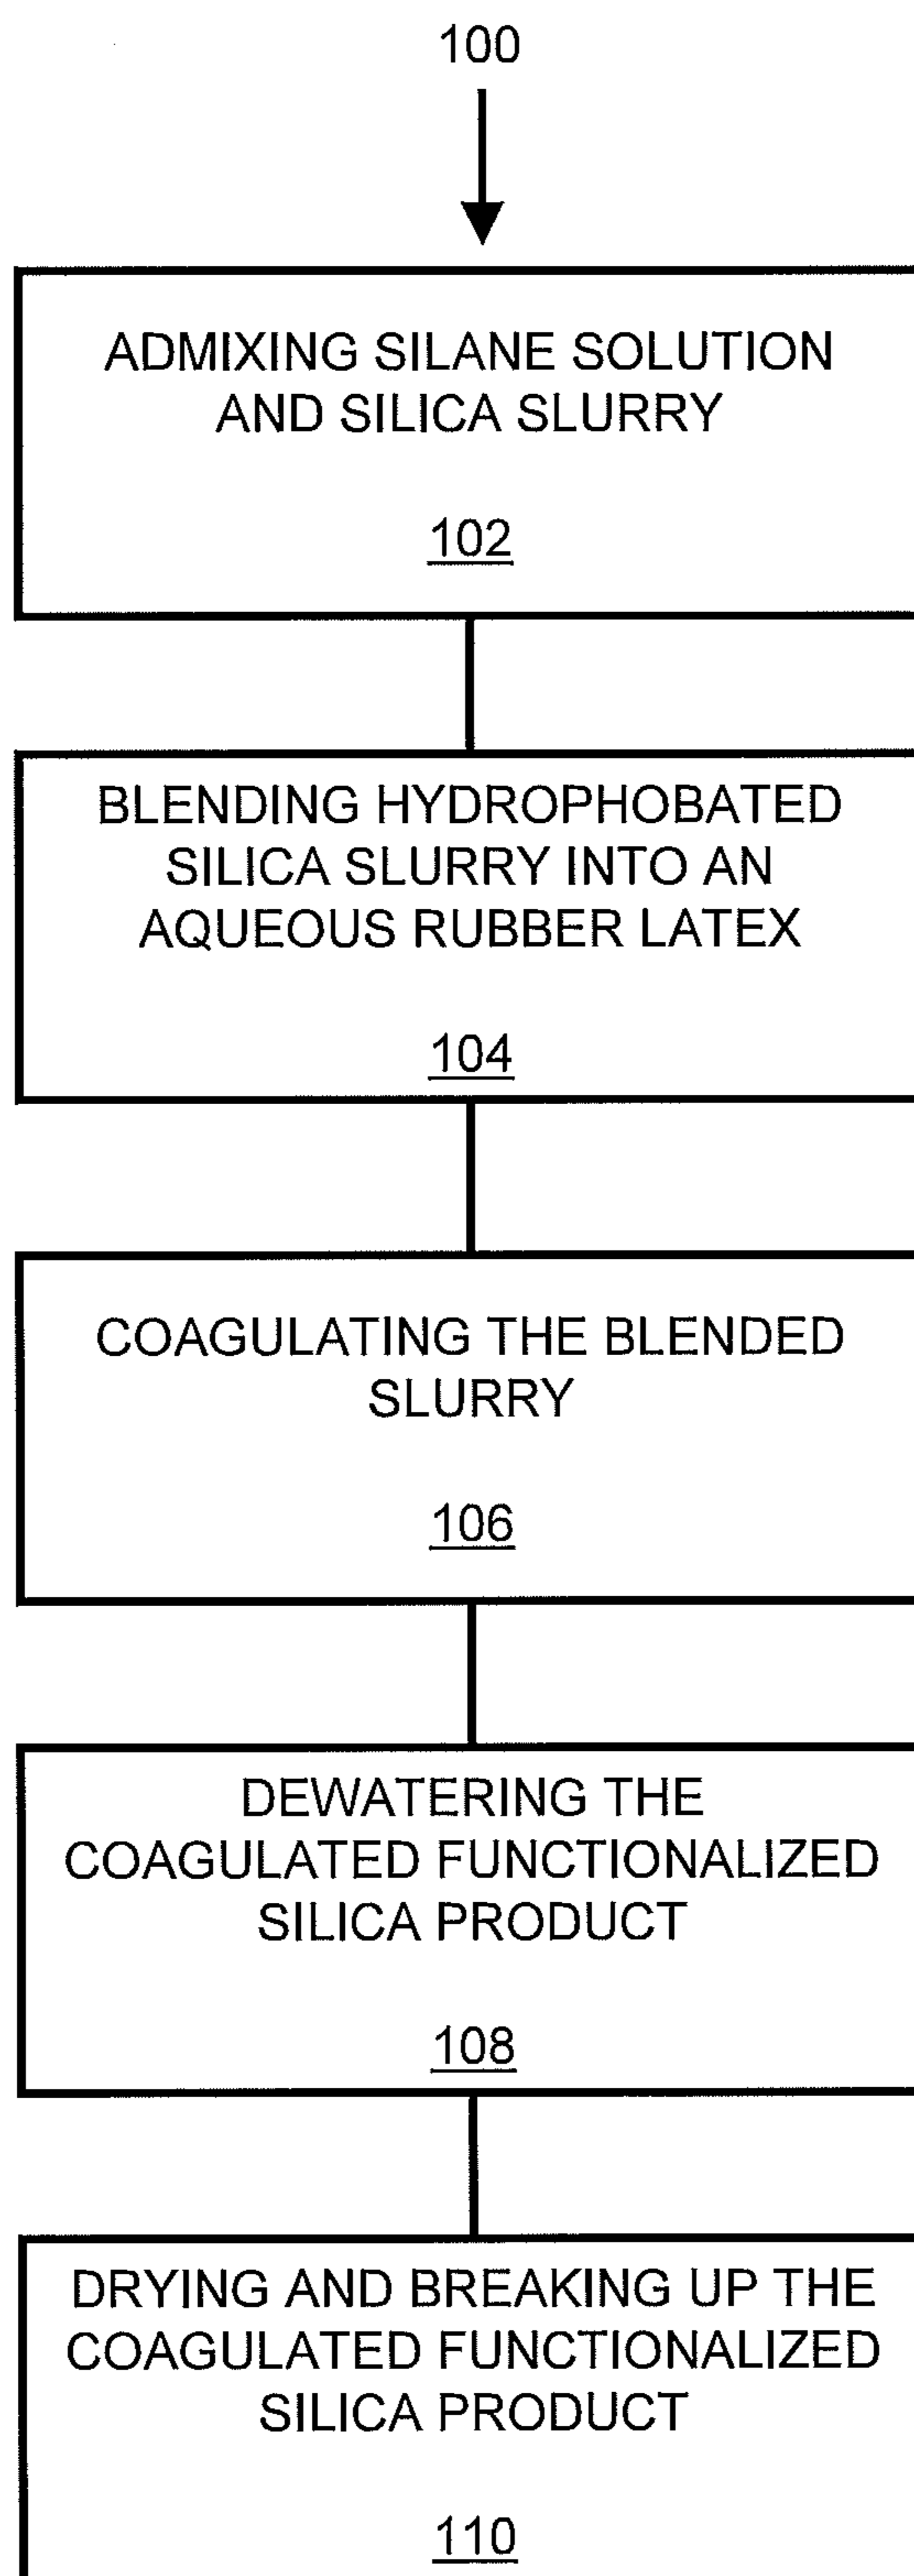 100
ADMIXING SILANE SOLUTION
AND SILICA SLURRY
102
BLENDING HYDROPHOBATED
SILICA SLURRY INTO AN
AQUEOUS RUBBER LATEX
104
COAGULATING THE BLENDED
SLURRY
106
DEWATERING THE
COAGULATED FUNCTIONALIZED
SILICA PRODUCT
108
DRYING AND BREAKING UP THE
COAGULATED FUNCTIONALIZED
SILICA PRODUCT
110